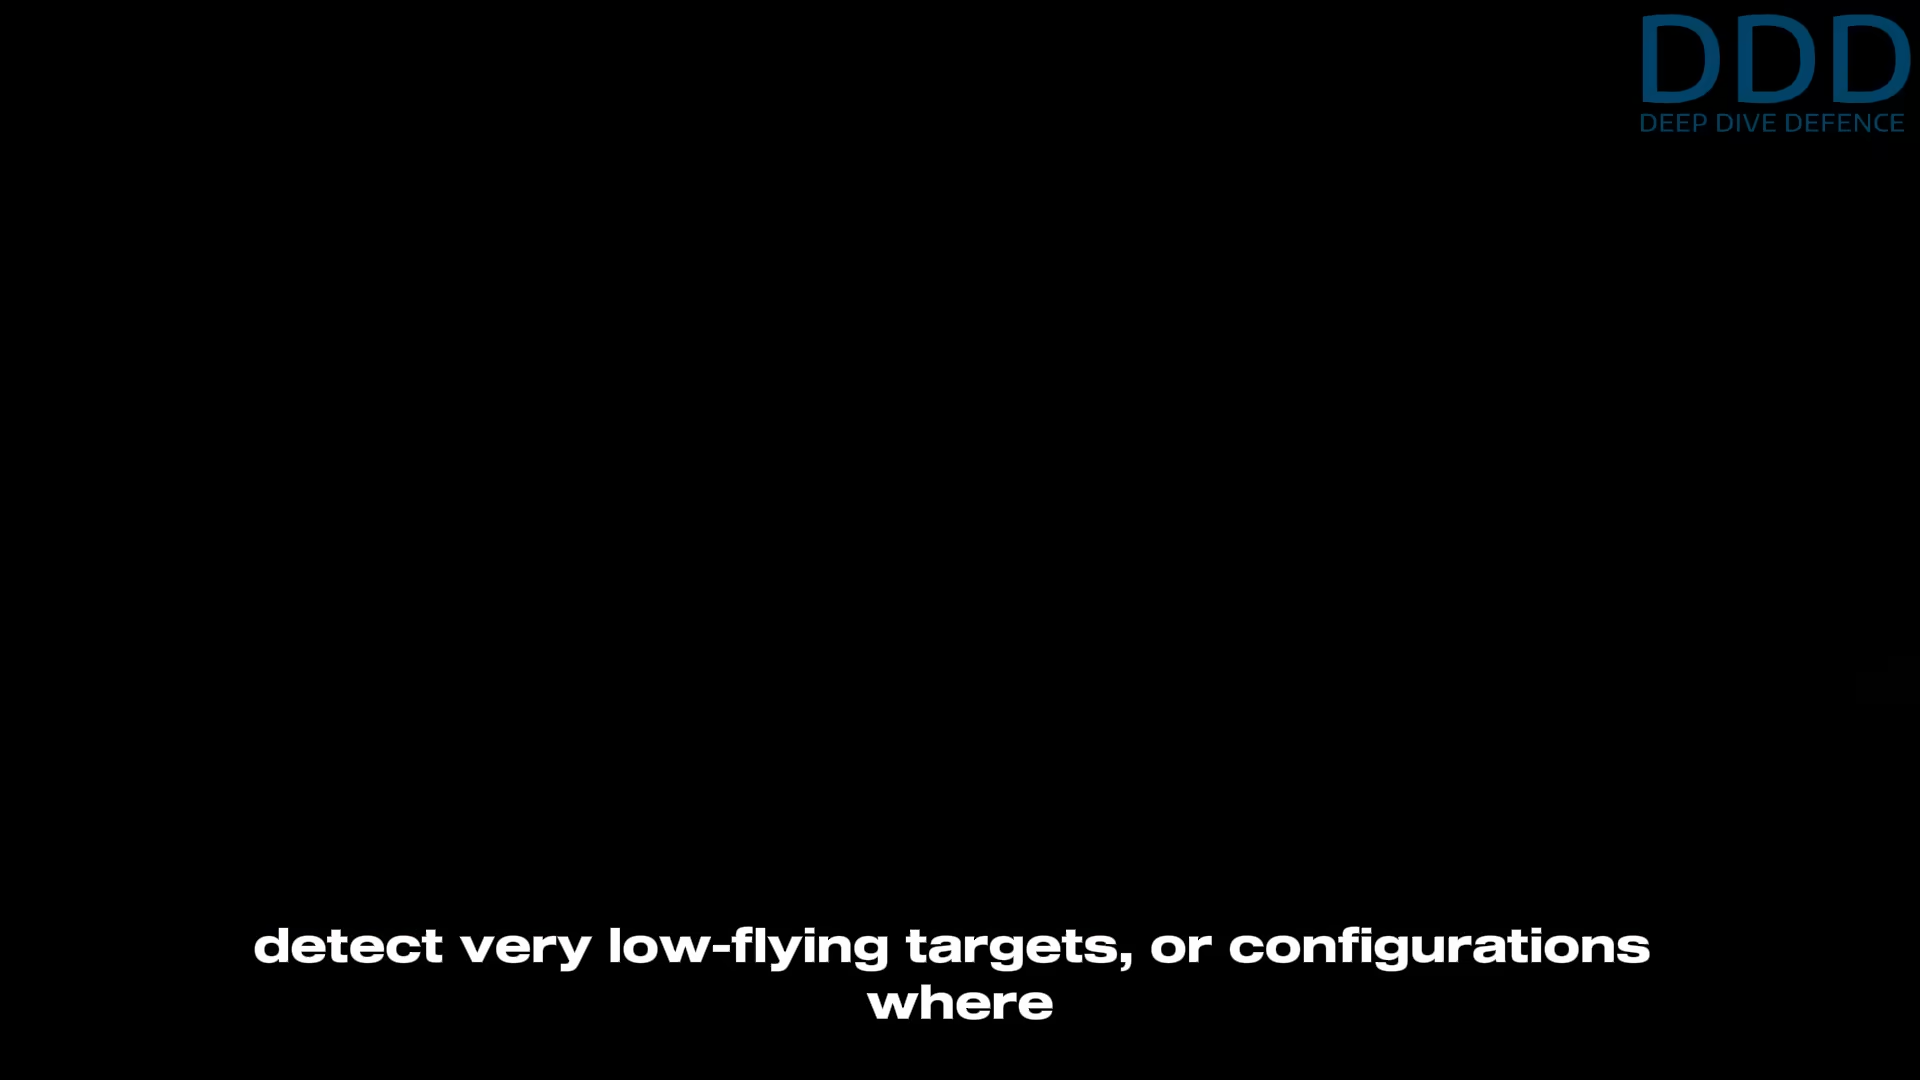 DDD
DEEP DIVE DEFENCE
detect very low-flying targets, or configurations
where